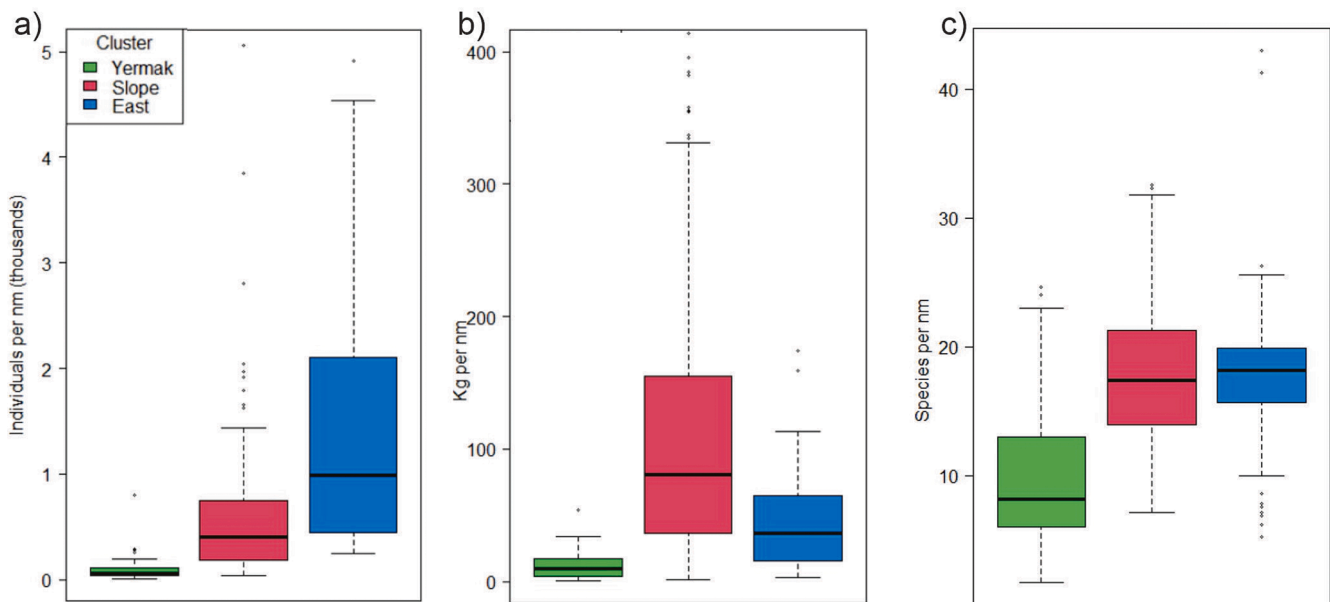 a)
Cluster
Yermak
Slope
East
Individuals per nm (thousands)
5
4
3
2
1
0
b)
Kg per nm
400
300
200
100
0
c)
Species per nm
40
30
20
10